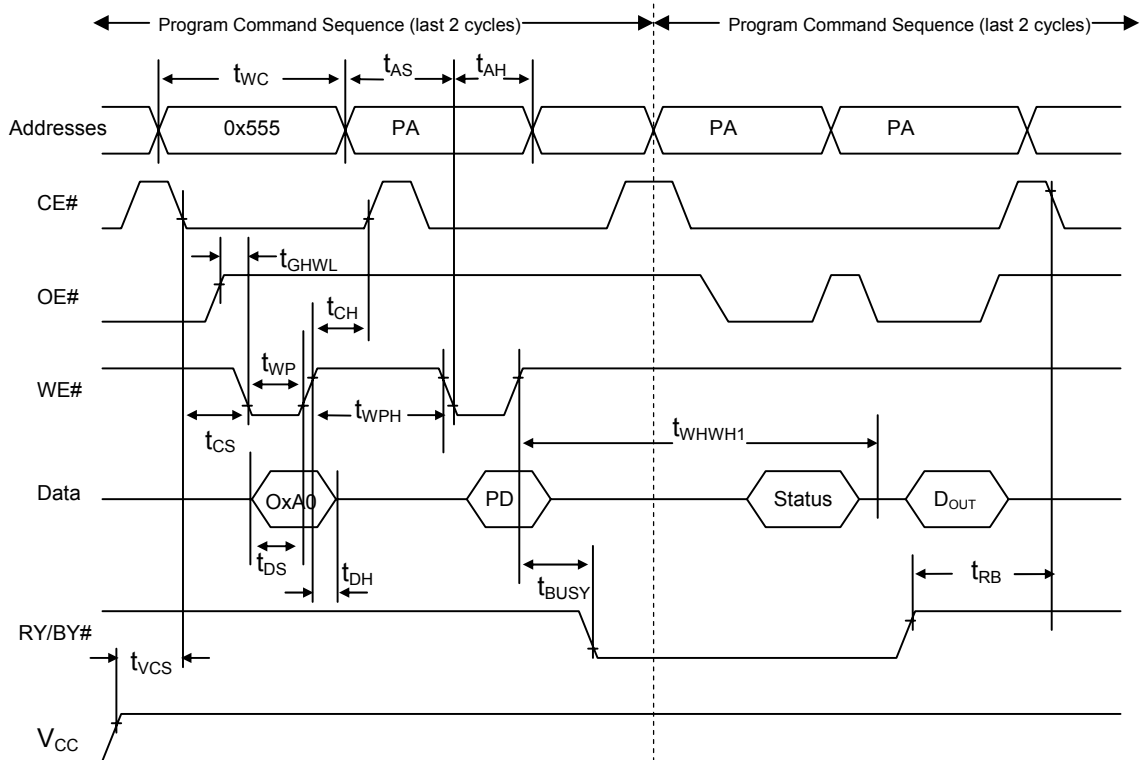 Program Command Sequence (last 2 cycles) Program Command Sequence (last 2 cycles)
tWC tAS tAH
Addresses 0x555 PA PA PA
CE#
tGHWL
OE#
tCH
tWP
WE#
tWPH
tCS tWHWH1
Data OxA0 PD Status DOUT
tDS tDH tBUSY tRB
RY/BY#
tVCS
VCC